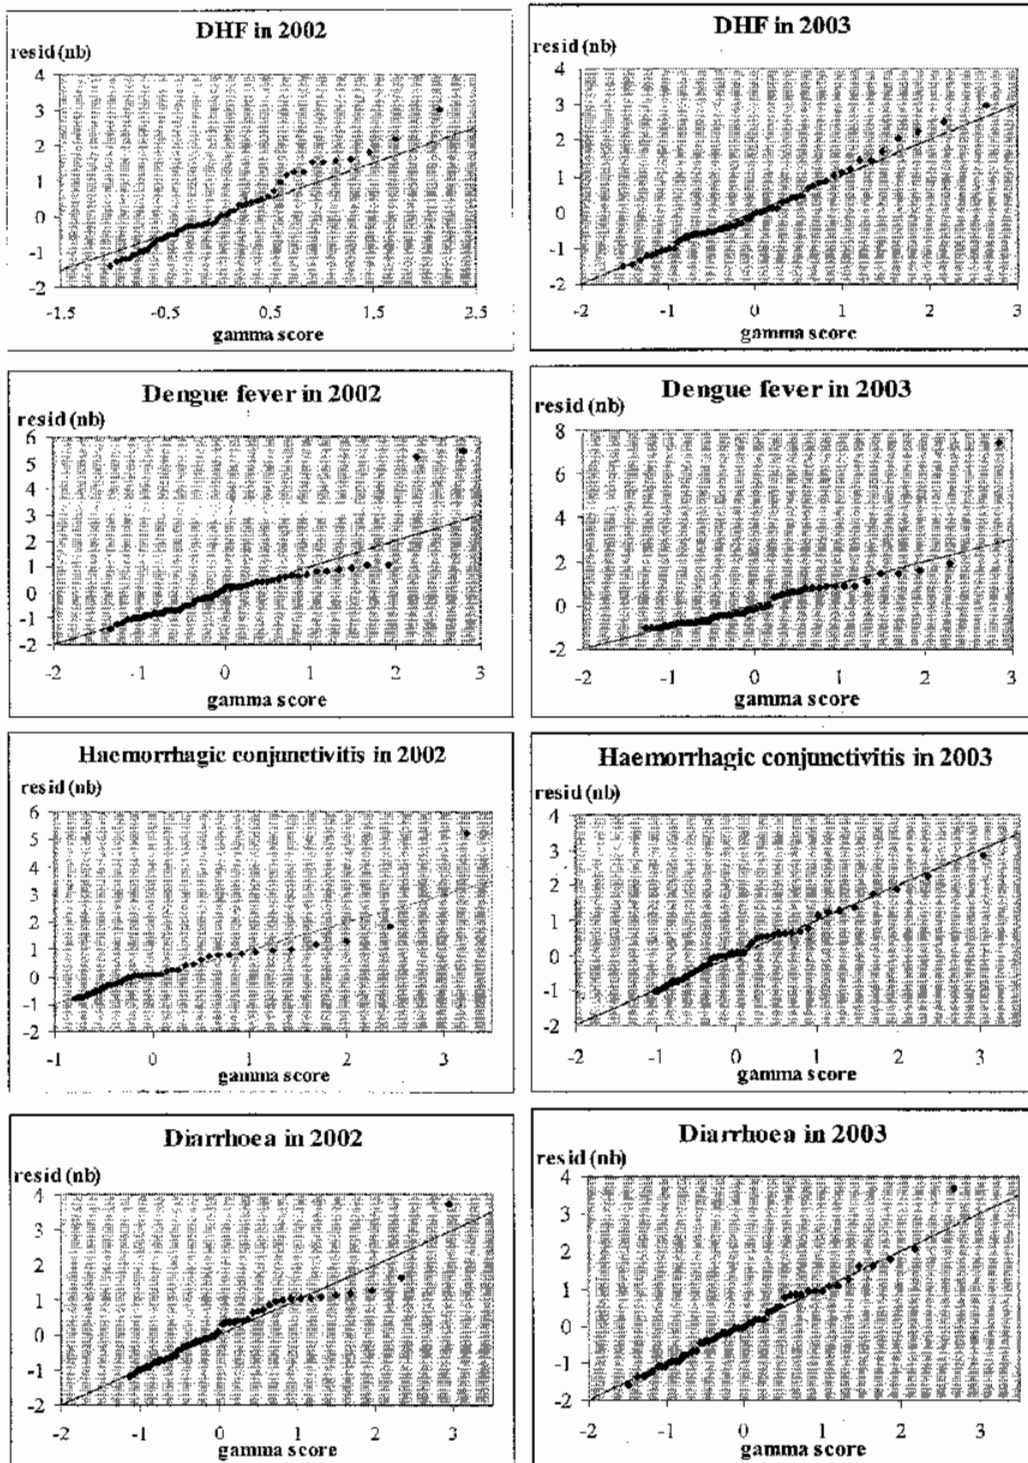 DHF in 2002
resid (nb)
4
3
2
1
0
-1
-2
-1.5 -0.5 0.5 1.5 2.5
gamma score
DHF in 2003
resid (nb)
4
3
2
1
0
-1
-2
-2 -1 0 1 2 3
gamma score
Dengue fever in 2002
resid (nb)
6
5
4
3
2
1
0
-1
-2
-2 -1 0 1 2 3
gamma score
Dengue fever in 2003
resid (nb)
8
6
4
2
0
-2
-2 -1 0 1 2 3
gamma score
Haemorrhagic conjunctivitis in 2002
resid (nb)
6
5
4
3
2
1
0
-1
-2
-1 0 1 2 3
gamma score
Haemorrhagic conjunctivitis in 2003
resid (nb)
4
3
2
1
0
-1
-2
-2 -1 0 1 2 3
gamma score
Diarrhoea in 2002
resid (nb)
4
3
2
1
0
-1
-2
-2 -1 0 1 2 3
gamma score
Diarrhoea in 2003
resid (nb)
4
3
2
1
0
-1
-2
-2 -1 0 1 2 3
gamma score